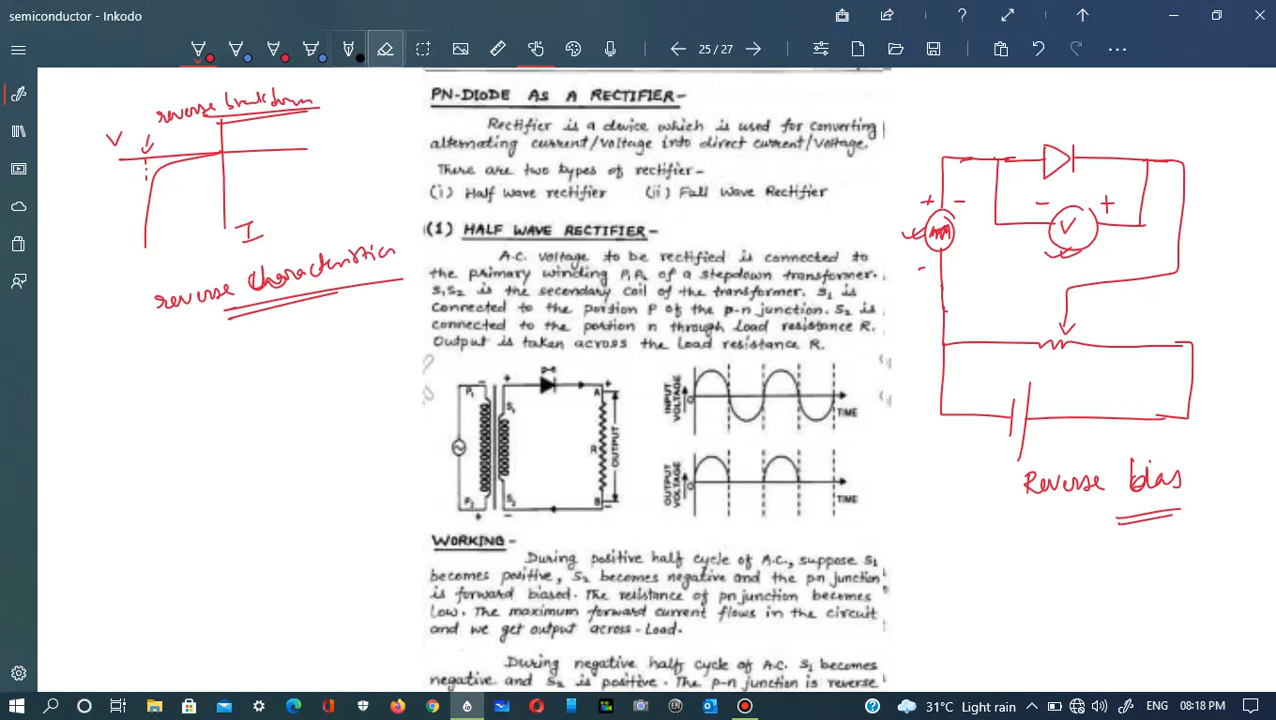 semiconductor - Inkodo
25 / 27
reverse breakdown
V
I
reverse characteristics
PN-DIODE AS A RECTIFIER-
Rectifier is a device which is used for converting
alternating current/voltage into direct current/voltage.
There are two types of rectifier-
(i) Half wave rectifier (ii) Full Wave Rectifier
(1) HALF WAVE RECTIFIER-
A.C. voltage to be rectified is connected to
the primary winding P1P2 of a stepdown transformer.
S1S2 is the secondary coil of the transformer. S1 is
connected to the portion P of the p-n junction. S2 is
connected to the portion n through load resistance R.
Output is taken across the load resistance R.
P1 - + S1 p-n + A
R OUTPUT
P2 + S2 - B -
INPUT VOLTAGE
O
TIME
OUTPUT VOLTAGE
O
TIME
WORKING-
During positive half cycle of A.C., suppose S1
becomes positive, S2 becomes negative and the pn junction
is forward biased. The resistance of pn junction becomes
low. The maximum forward current flows in the circuit
and we get output across-Load.
During negative half cycle of A.C. S1 becomes
negative and S2 is positive. The p-n junction is reverse
+ - - V +
-
Reverse bias
31°C Light rain
ENG
08:18 PM